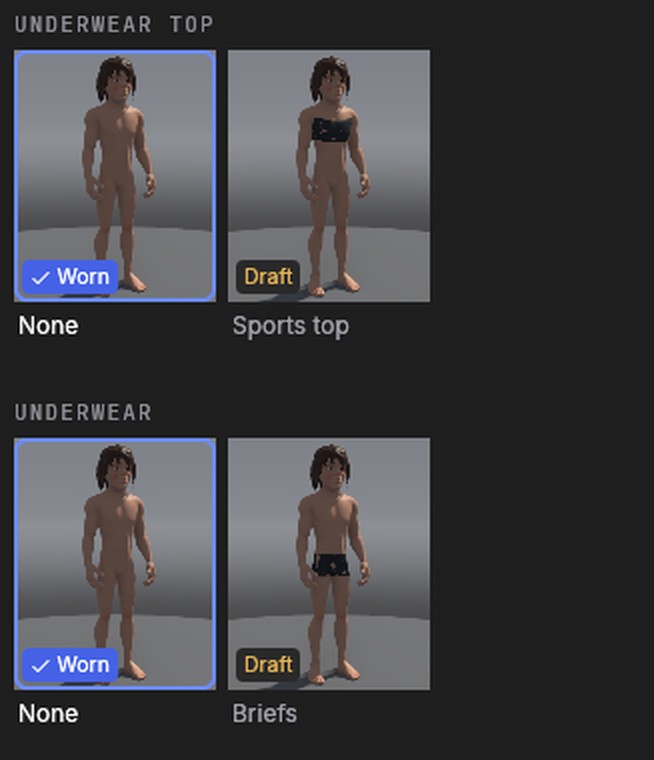 UNDERWEAR TOP
✓ Worn
Draft
None
Sports top
UNDERWEAR
✓ Worn
Draft
None
Briefs